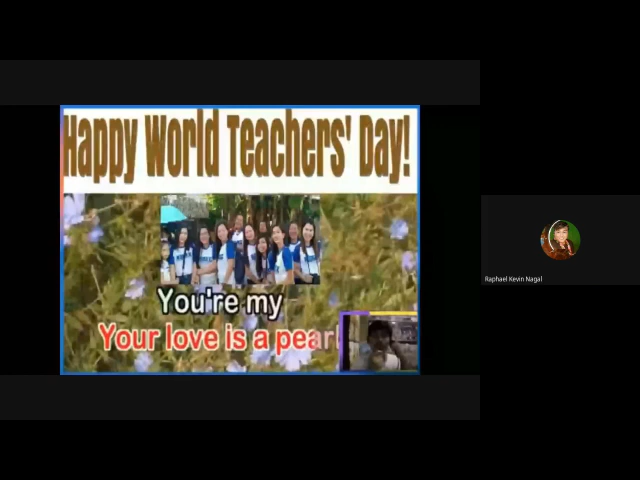 Happy World Teachers' Day!
You're my
Your love is a pearl
Raphael Kevin Nagal